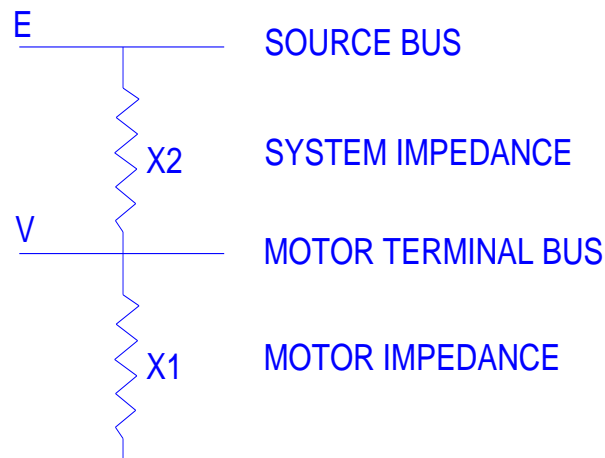 E
SOURCE BUS
X2
SYSTEM IMPEDANCE
V
MOTOR TERMINAL BUS
X1
MOTOR IMPEDANCE